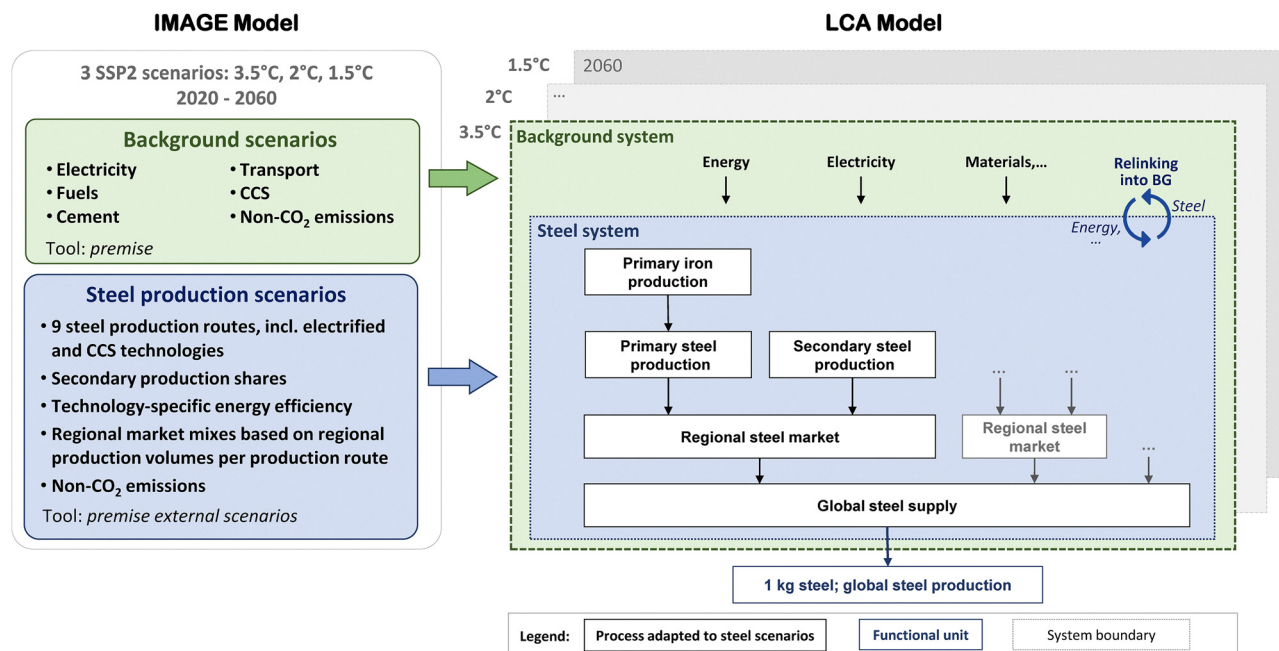 IMAGE Model
3 SSP2 scenarios: 3.5°C, 2°C, 1.5°C
2020 - 2060
Background scenarios
• Electricity
• Fuels
• Cement
• Transport
• CCS
• Non-CO₂ emissions
Tool: premise
Steel production scenarios
• 9 steel production routes, incl. electrified
and CCS technologies
• Secondary production shares
• Technology-specific energy efficiency
• Regional market mixes based on regional
production volumes per production route
• Non-CO₂ emissions
Tool: premise external scenarios
LCA Model
1.5°C
2060
2°C
...
3.5°C
Background system
Energy
Electricity
Materials,...
Relinking
into BG
Steel
Energy,
...
Steel system
Primary iron
production
Primary steel
production
Secondary steel
production
...
...
Regional steel market
Regional steel
market
...
Global steel supply
1 kg steel; global steel production
Legend:
Process adapted to steel scenarios
Functional unit
System boundary